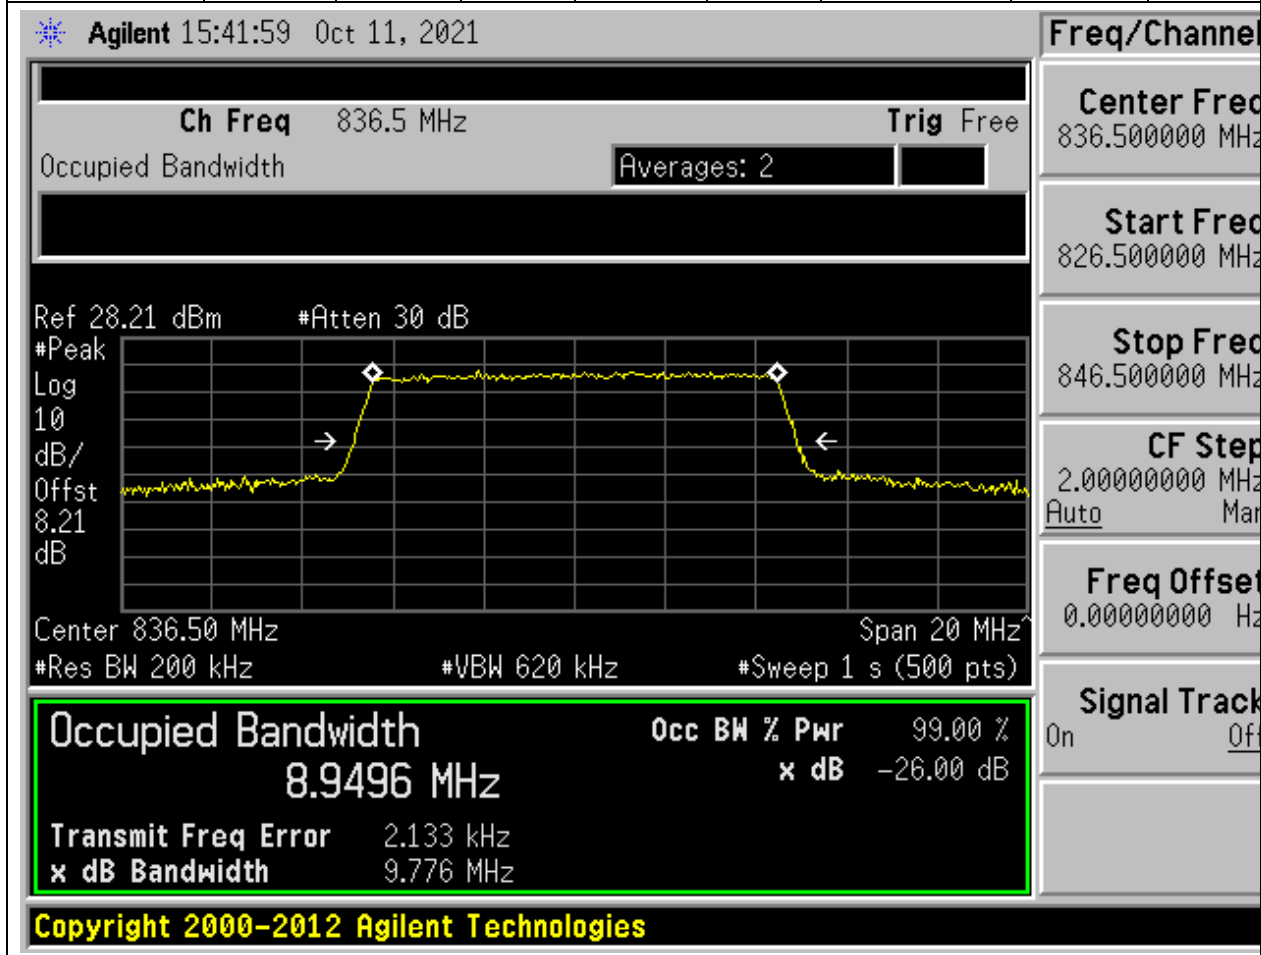 Agilent 15:41:59 Oct 11, 2021
Freq/Channel
Ch Freq 836.5 MHz Trig Free
Occupied Bandwidth Averages: 2
Center Freq
836.500000 MHz
Start Freq
826.500000 MHz
Stop Freq
846.500000 MHz
CF Step
2.00000000 MHz
Auto Man
Freq Offset
0.00000000 Hz
Signal Track
On Off
Ref 28.21 dBm #Atten 30 dB
#Peak
Log
10
dB/
Offst
8.21
dB
Center 836.50 MHz Span 20 MHz^
#Res BW 200 kHz #VBW 620 kHz #Sweep 1 s (500 pts)
Occupied Bandwidth
8.9496 MHz
Occ BW % Pwr 99.00 %
x dB -26.00 dB
Transmit Freq Error 2.133 kHz
x dB Bandwidth 9.776 MHz
Copyright 2000-2012 Agilent Technologies